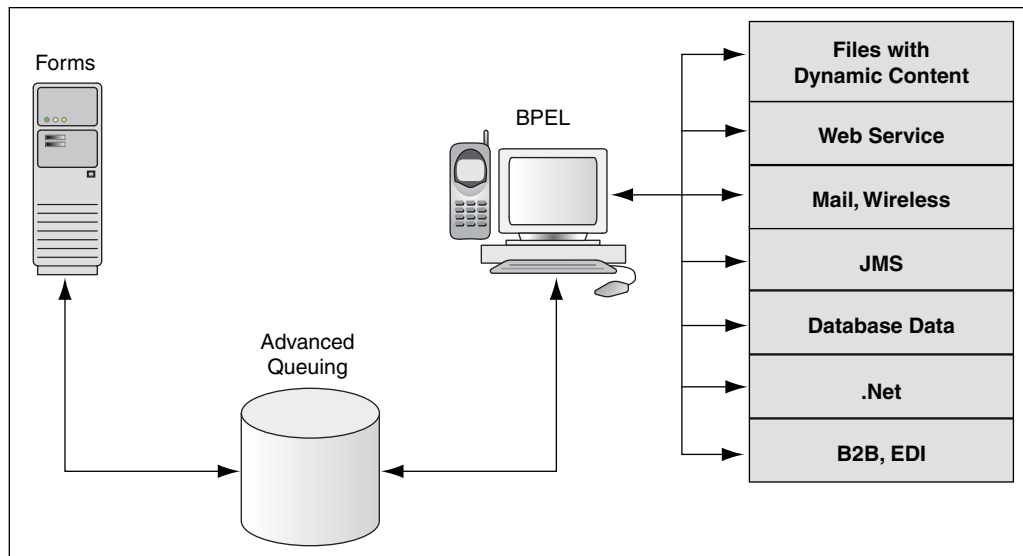 Forms
BPEL
Advanced
Queuing
Files with
Dynamic Content
Web Service
Mail, Wireless
JMS
Database Data
.Net
B2B, EDI